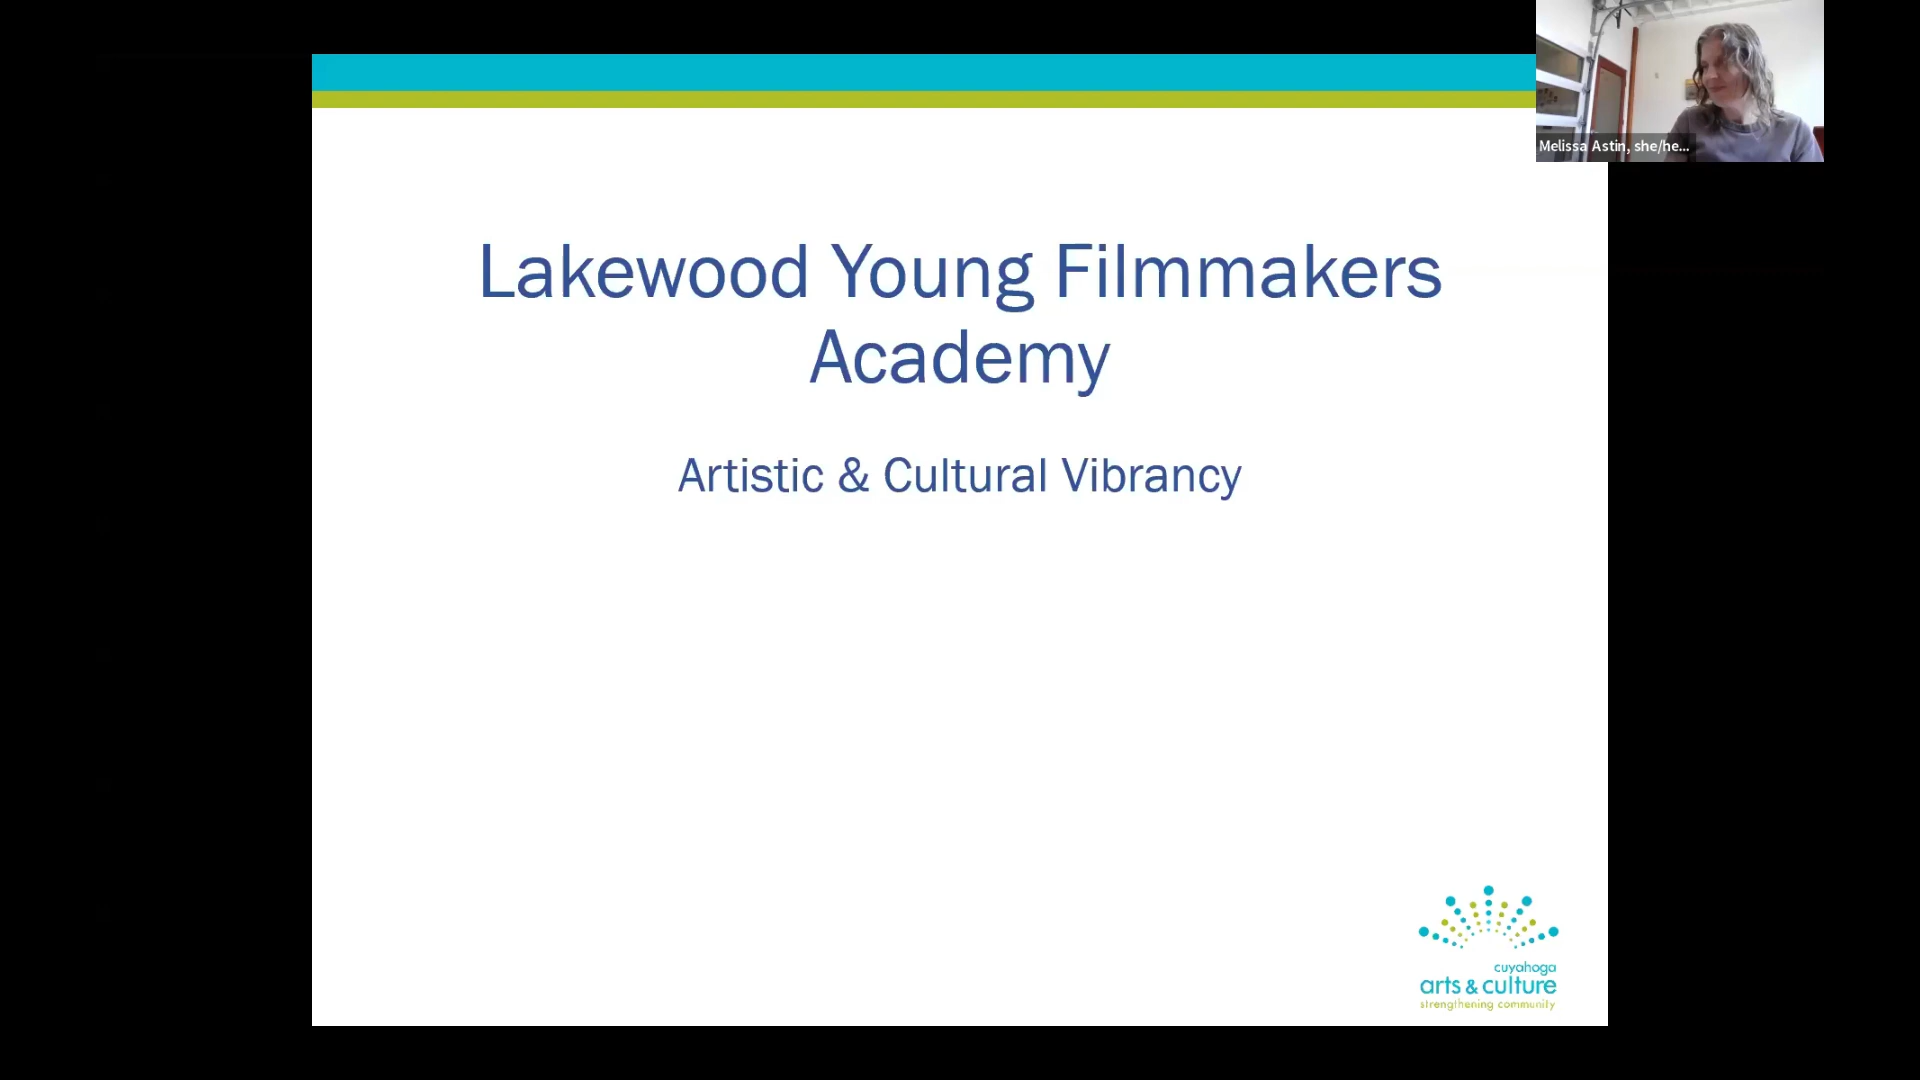 Melissa Astin, she/he...
Lakewood Young Filmmakers
Academy
Artistic & Cultural Vibrancy
cuyahoga
arts & culture
strengthening community